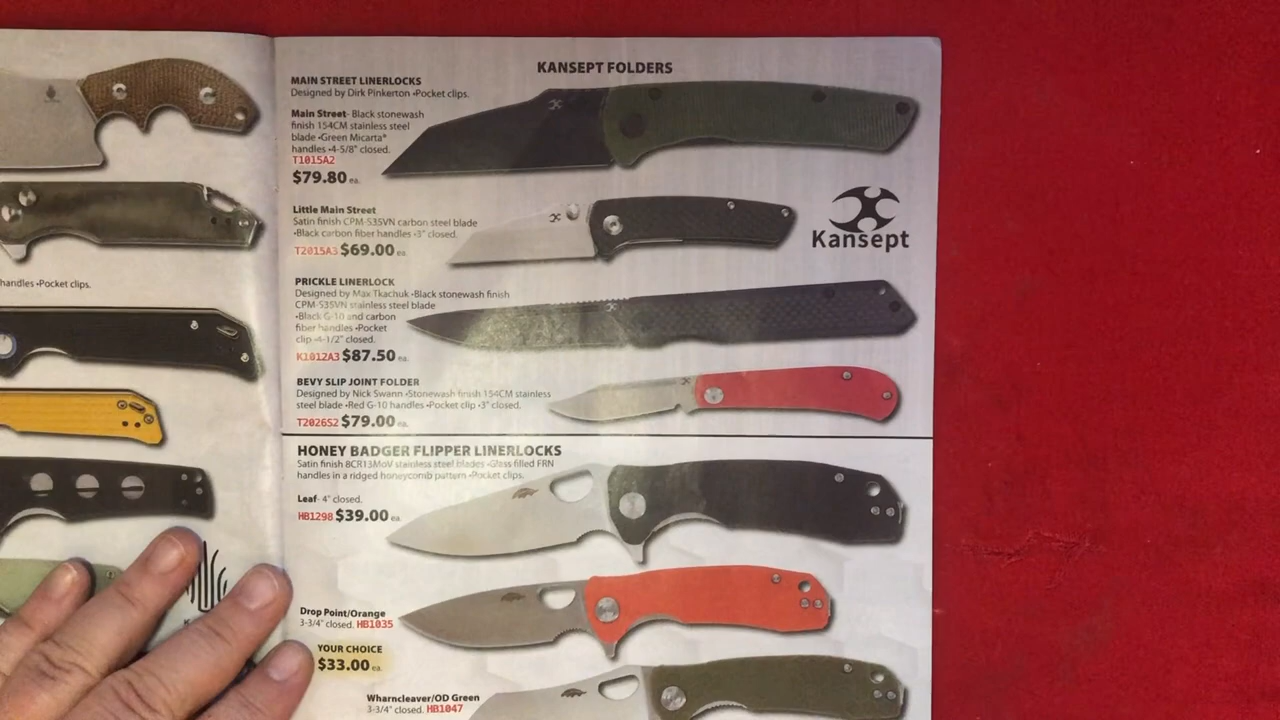 handles •Pocket clips.
KANSEPT FOLDERS
MAIN STREET LINERLOCKS
Designed by Dirk Pinkerton •Pocket clips.
Main Street- Black stonewash
finish 154CM stainless steel
blade •Green Micarta®
handles •4-5/8" closed.
T1015A2
$79.80 ea.
Little Main Street
Satin finish CPM-S35VN carbon steel blade
•Black carbon fiber handles •3" closed.
T2015A3 $69.00 ea.
Kansept
PRICKLE LINERLOCK
Designed by Max Tkachuk •Black stonewash finish
CPM-S35VN stainless steel blade
•Black G-10 and carbon
fiber handles •Pocket
clip •4-1/2" closed.
K1012A3 $87.50 ea.
BEVY SLIP JOINT FOLDER
Designed by Nick Swann •Stonewash finish 154CM stainless
steel blade •Red G-10 handles •Pocket clip •3" closed.
T2026S2 $79.00 ea.
HONEY BADGER FLIPPER LINERLOCKS
Satin finish 8CR13MoV stainless steel blades •Glass filled FRN
handles in a ridged honeycomb pattern •Pocket clips.
Leaf- 4" closed.
HB1298 $39.00 ea.
Drop Point/Orange
3-3/4" closed. HB1035
YOUR CHOICE
$33.00 ea.
Wharncleaver/OD Green
3-3/4" closed. HB1047